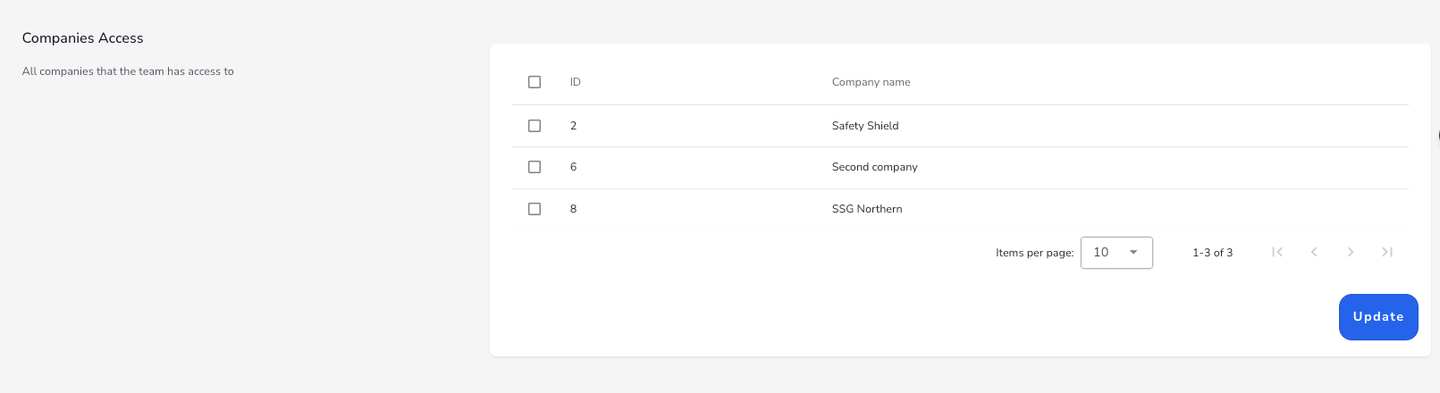 Companies Access
All companies that the team has access to
ID Company name
2 Safety Shield
6 Second company
8 SSG Northern
Items per page: 10 1-3 of 3
Update